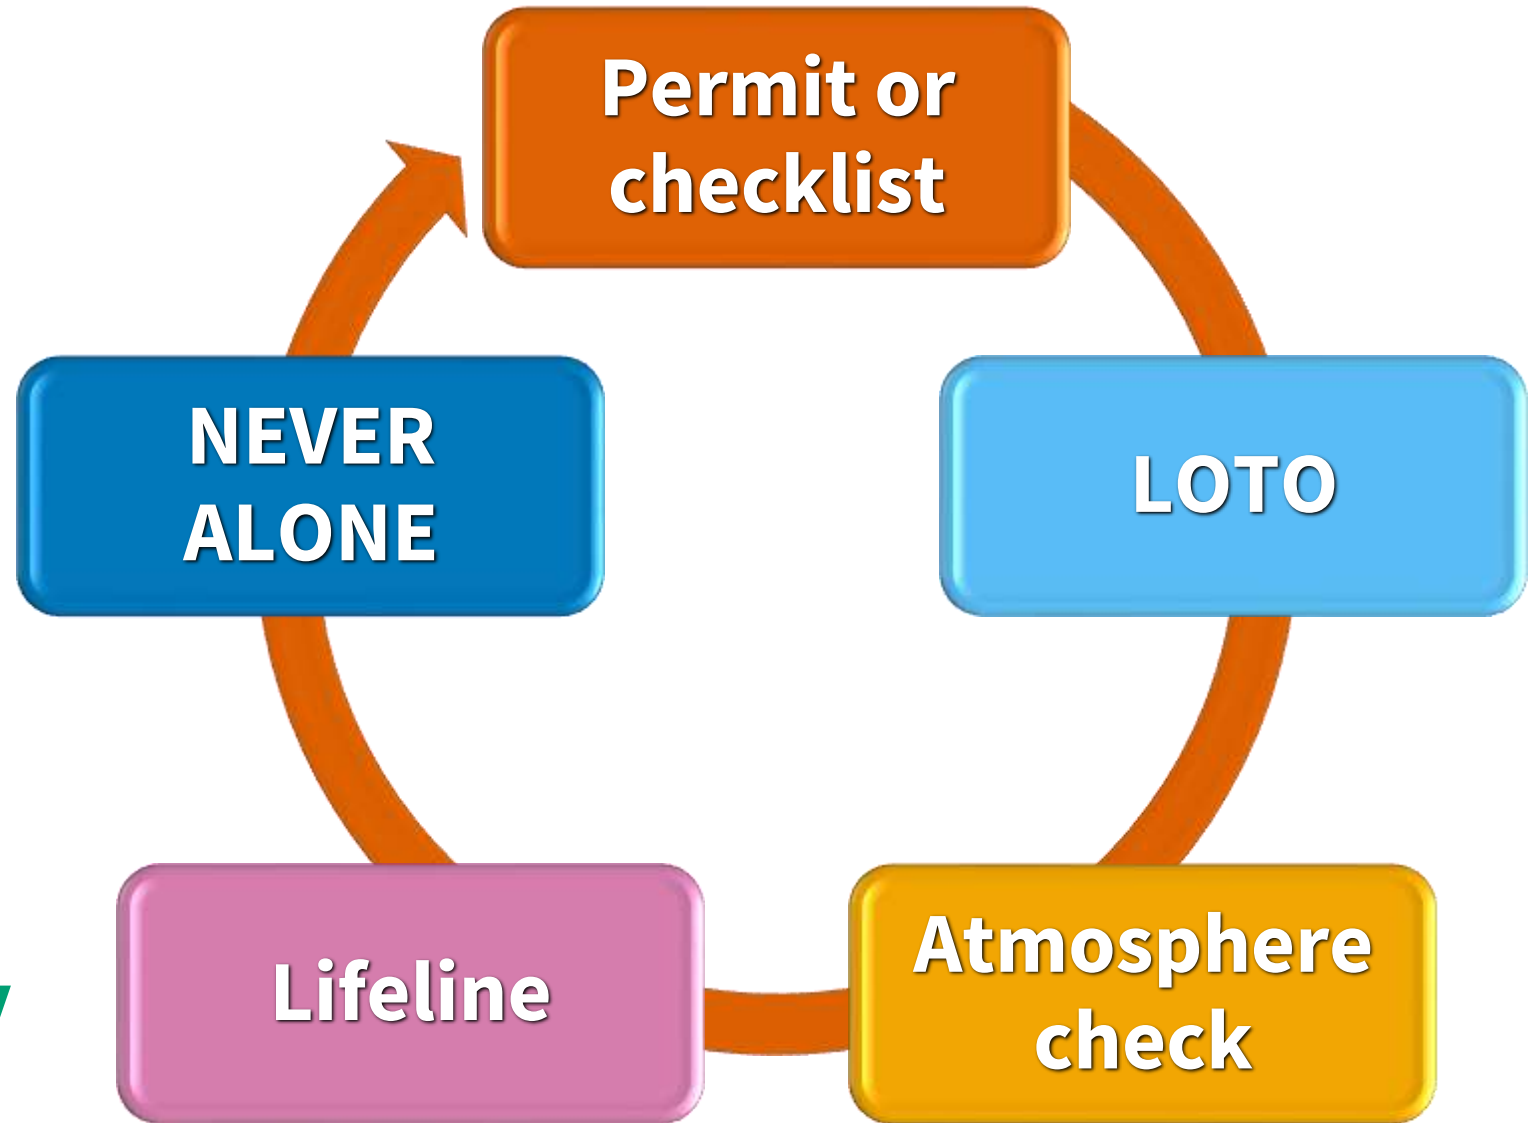 Permit or
checklist
LOTO
Atmosphere
check
Lifeline
NEVER
ALONE